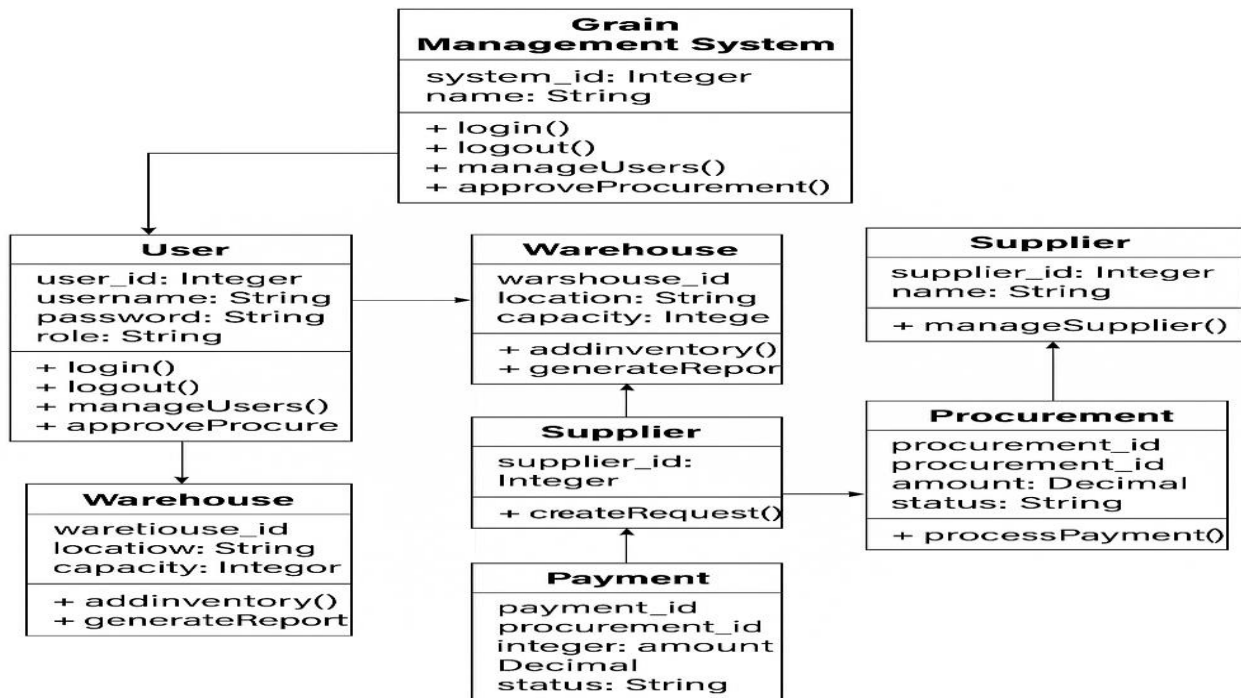 Grain
Management System
system_id: Integer
name: String
+ login()
+ logout()
+ manageUsers()
+ approveProcurement()
User
user_id: Integer
username: String
password: String
role: String
+ login()
+ logout()
+ manageUsers()
+ approveProcure
Warehouse
warshouse_id
location: String
capacity: Intege
+ addinventory()
+ generateRepor
Supplier
supplier_id: Integer
name: String
+ manageSupplier()
Supplier
supplier_id:
Integer
+ createRequest()
Procurement
procurement_id
procurement_id
amount: Decimal
status: String
+ processPayment()
Warehouse
waretiouse_id
locatiow: String
capacity: Integor
+ addinventory()
+ generateReport
Payment
payment_id
procurement_id
integer: amount
Decimal
status: String